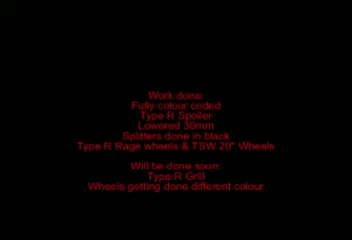 Work done:
Fully colour coded
Type R Spoiler
Lowered 30mm
Splitters done in black
Type R Rage wheels & TSW 20" Wheels
Will be done soon:
Type R Grill
Wheels getting done different colour